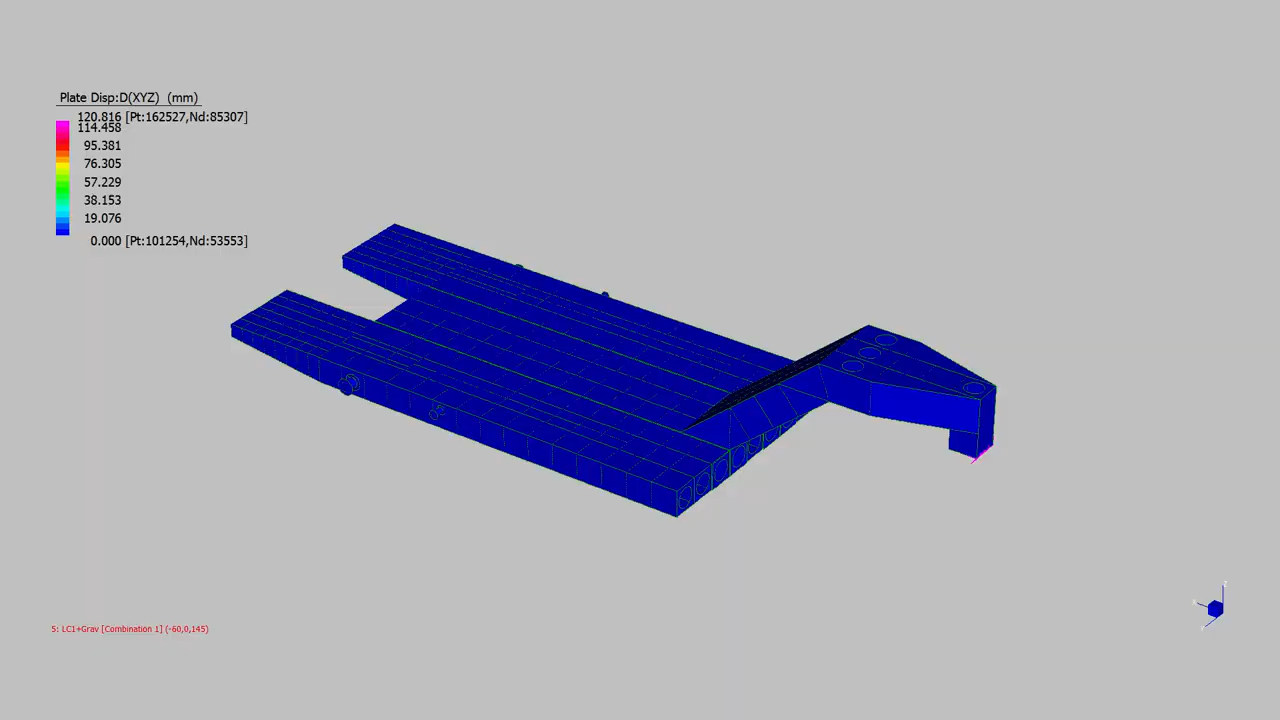 Plate Disp:D(XYZ) (mm)
120.816 [Pt:162527,Nd:85307]
114.458
95.381
76.305
57.229
38.153
19.076
0.000 [Pt:101254,Nd:53553]
5: LC1+Grav [Combination 1] (-60,0,145)